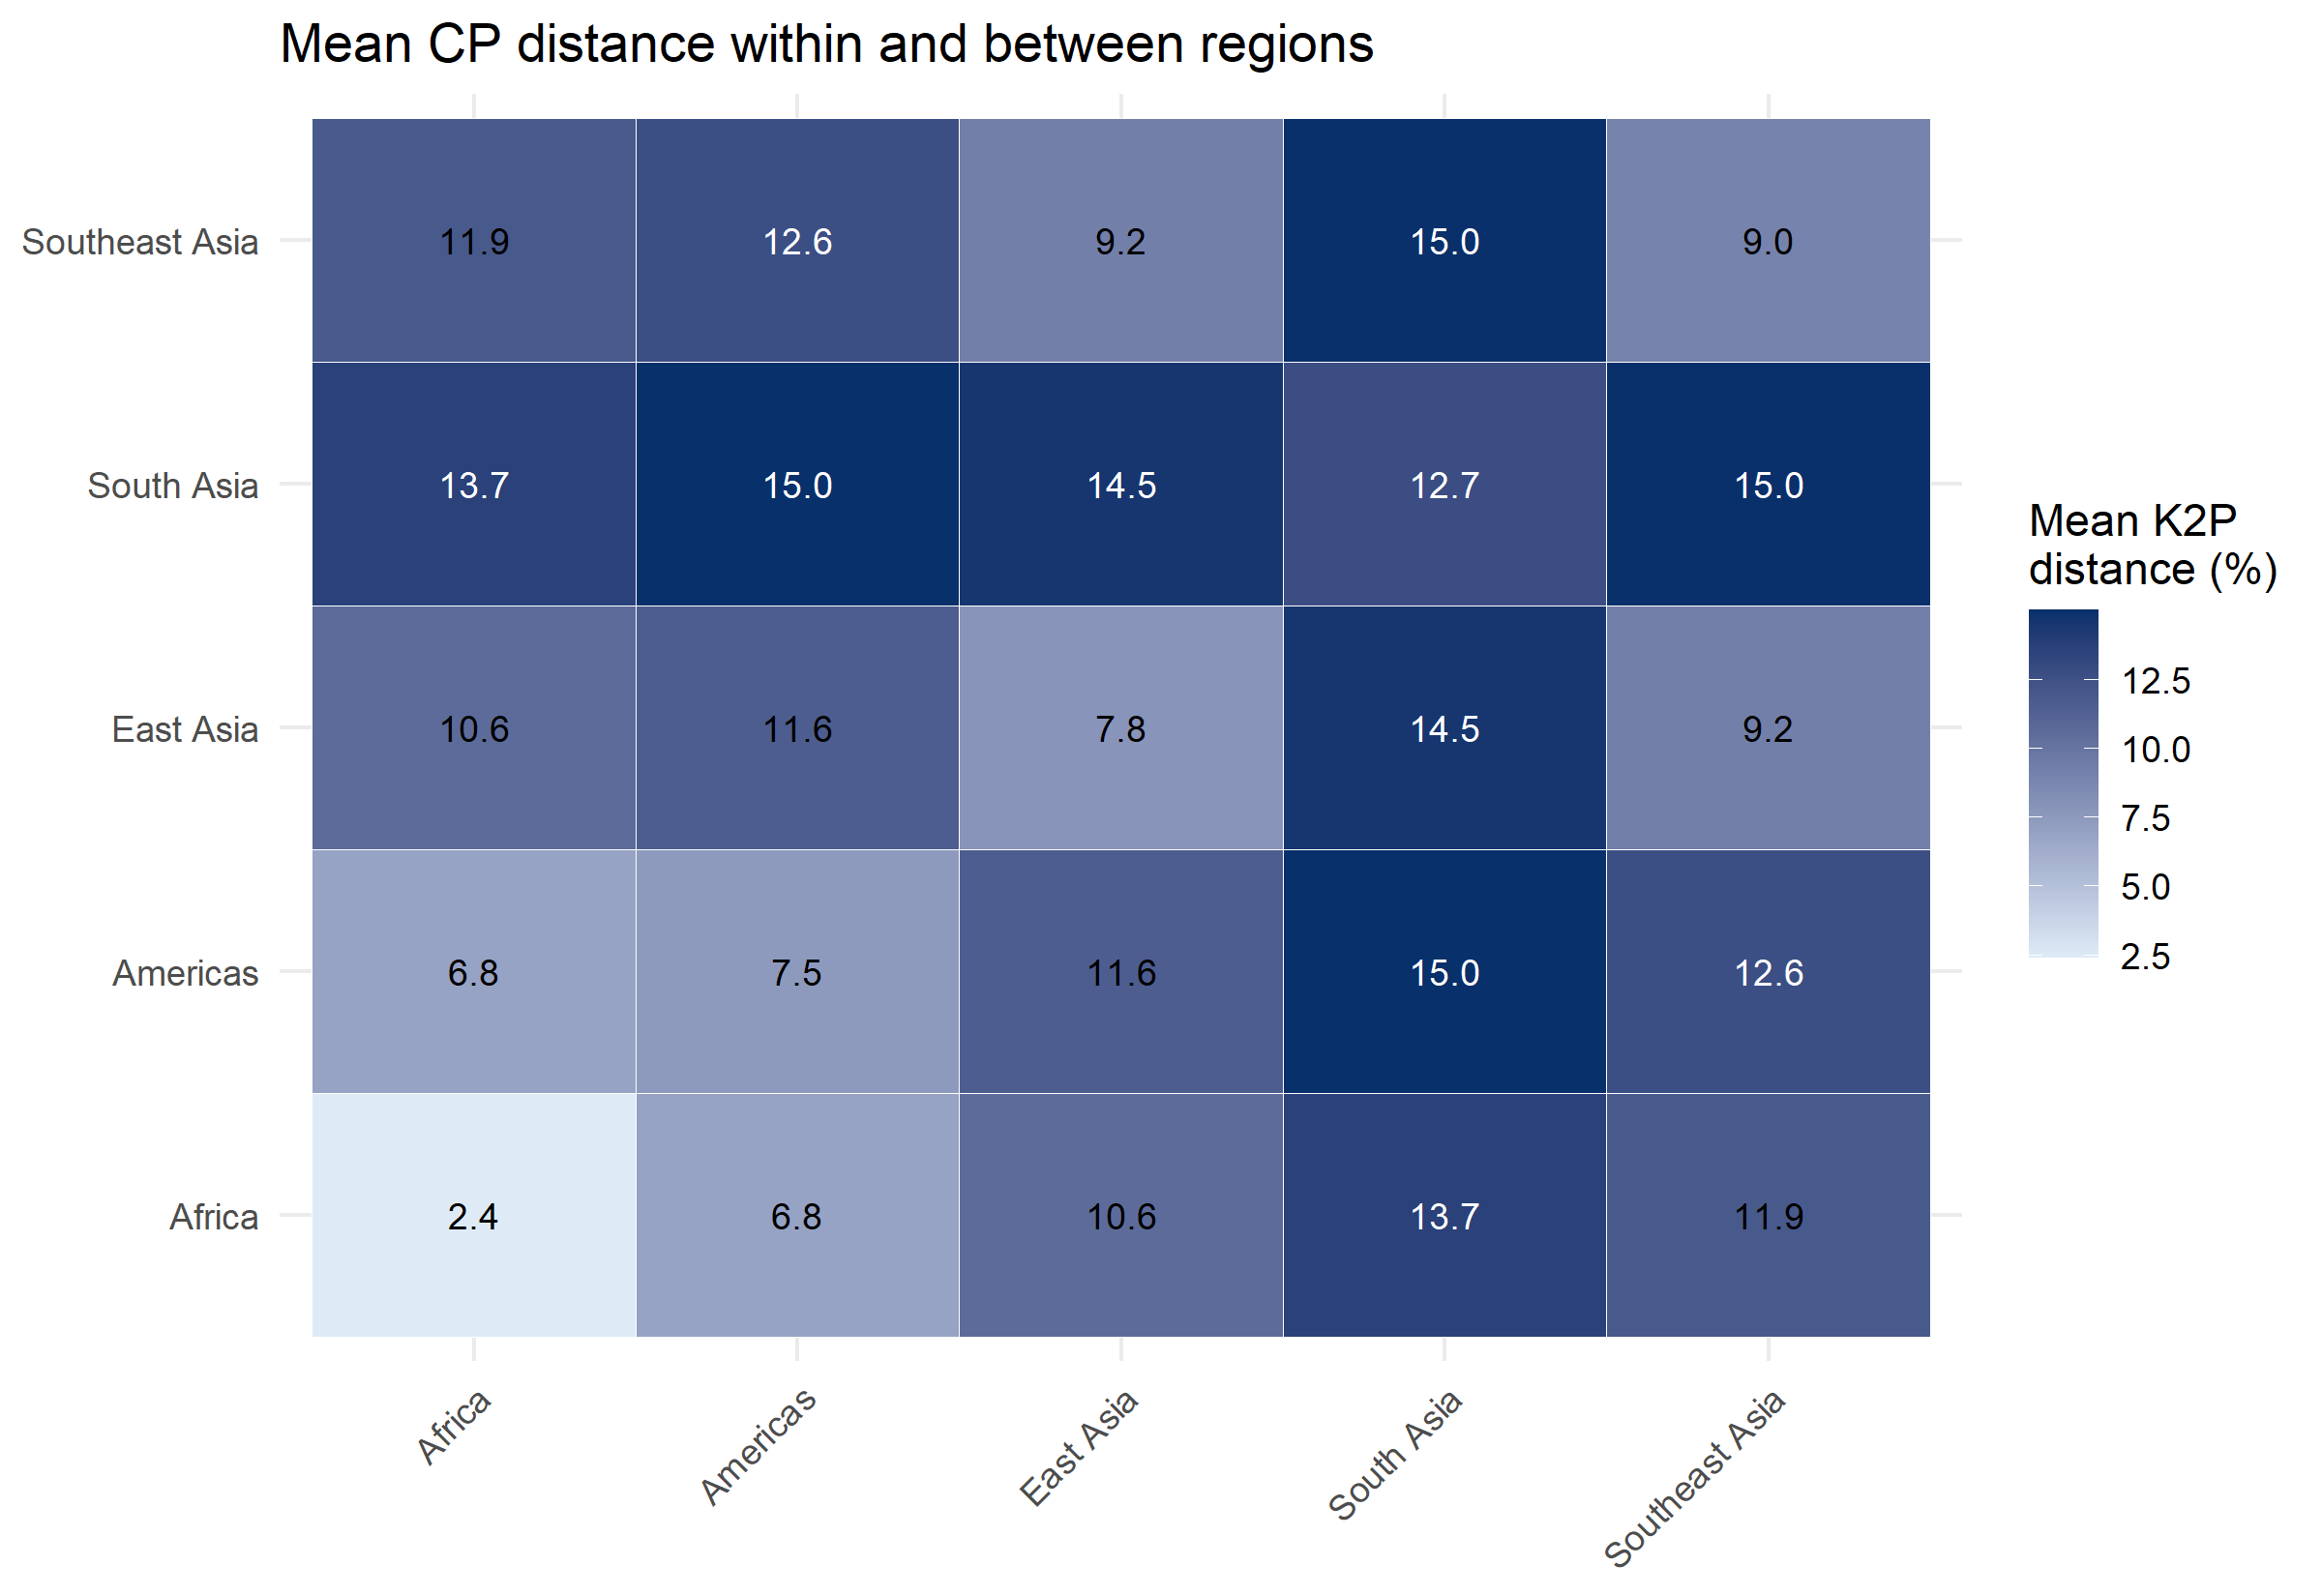 Mean CP distance within and between regions
Southeast Asia 11.9 12.6 9.2 15.0 9.0
South Asia 13.7 15.0 14.5 12.7 15.0
East Asia 10.6 11.6 7.8 14.5 9.2
Americas 6.8 7.5 11.6 15.0 12.6
Africa 2.4 6.8 10.6 13.7 11.9
Africa Americas East Asia South Asia Southeast Asia
Mean K2P
distance (%)
12.5
10.0
7.5
5.0
2.5